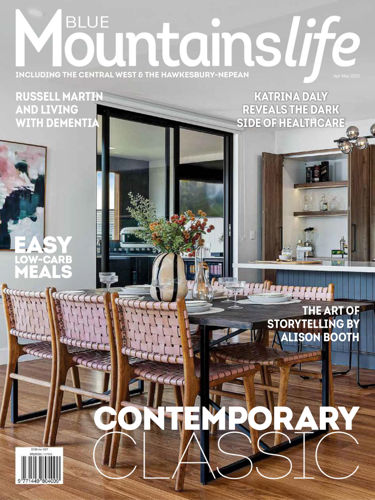 BLUE
Mountainslife
INCLUDING THE CENTRAL WEST & THE HAWKESBURY-NEPEAN
RUSSELL MARTIN
AND LIVING
WITH DEMENTIA
KATRINA DALY
REVEALS THE DARK
SIDE OF HEALTHCARE
EASY
LOW-CARB
MEALS
THE ART OF
STORYTELLING BY
ALISON BOOTH
CONTEMPORARY
CLASSIC